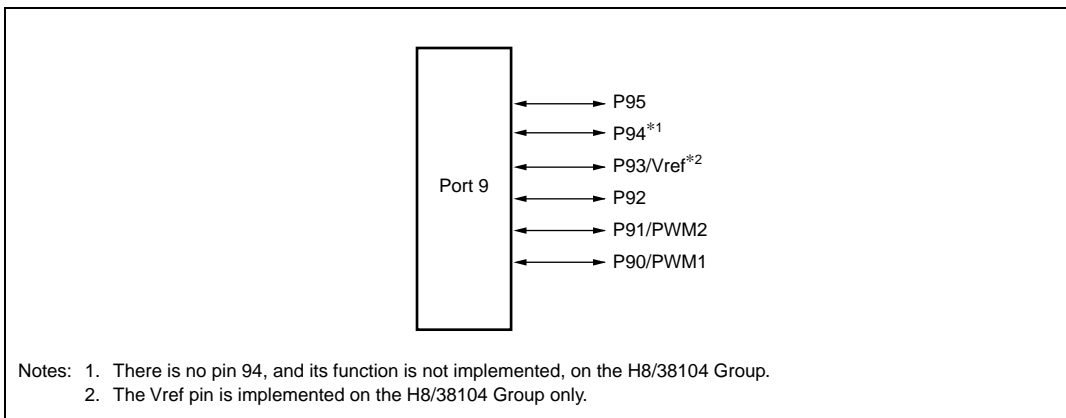 Port 9
P95
P94*1
P93/Vref*2
P92
P91/PWM2
P90/PWM1
Notes: 1. There is no pin 94, and its function is not implemented, on the H8/38104 Group.
2. The Vref pin is implemented on the H8/38104 Group only.